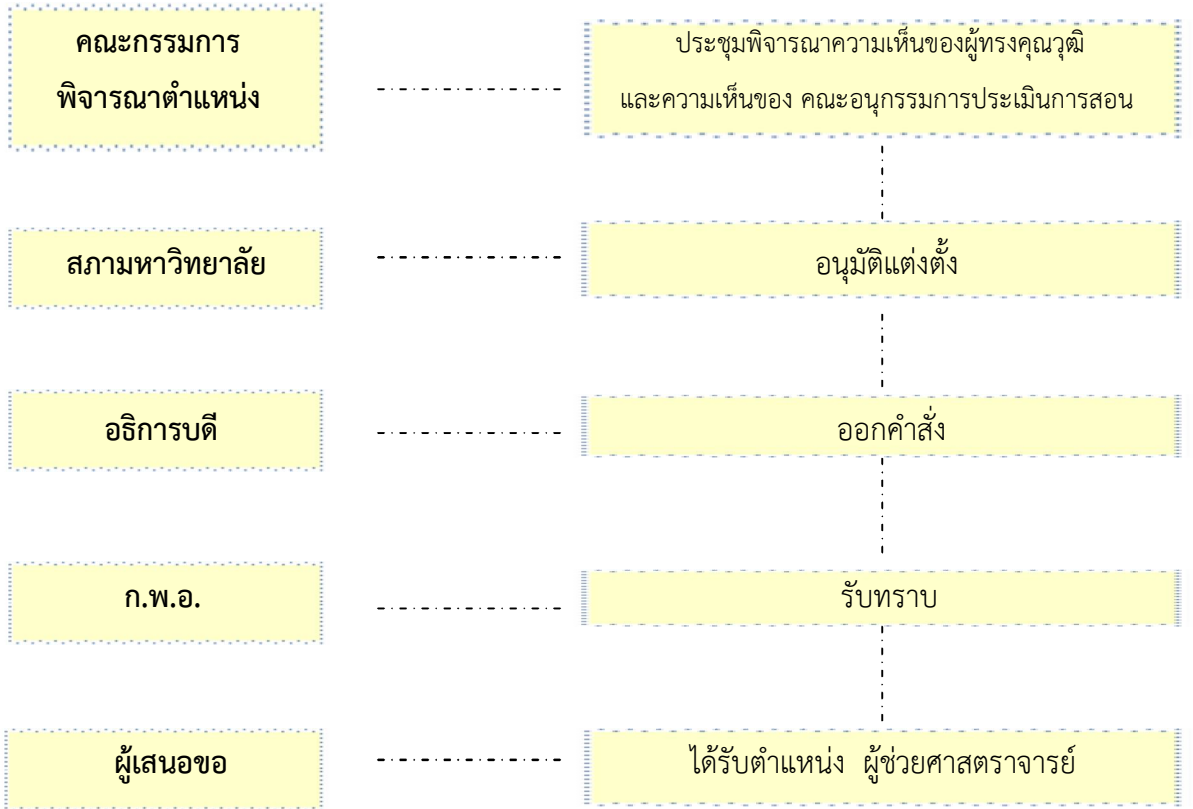 คณะกรรมการ
พิจารณาตำแหน่ง
ประชุมพิจารณาความเห็นของผู้ทรงคุณวุฒิ
และความเห็นของ คณะอนุกรรมการประเมินการสอน
สภามหาวิทยาลัย
อนุมัติแต่งตั้ง
อธิการบดี
ออกคำสั่ง
ก.พ.อ.
รับทราบ
ผู้เสนอขอ
ได้รับตำแหน่ง ผู้ช่วยศาสตราจารย์